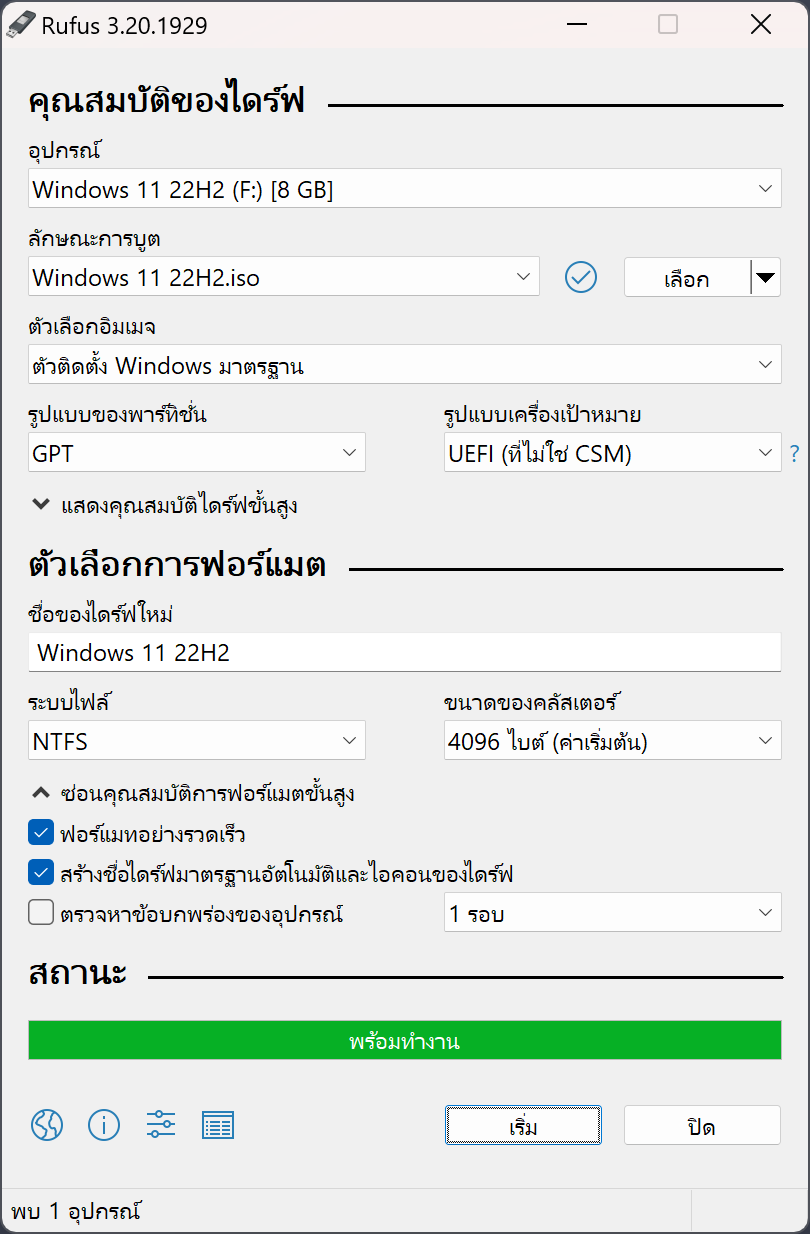 Rufus 3.20.1929
คุณสมบัติของไดร์ฟ
อุปกรณ์
Windows 11 22H2 (F:) [8 GB]
ลักษณะการบูต
Windows 11 22H2.iso
เลือก
ตัวเลือกอิมเมจ
ตัวติดตั้ง Windows มาตรฐาน
รูปแบบของพาร์ทิชั่น
รูปแบบเครื่องเป้าหมาย
GPT
UEFI (ที่ไม่ใช่ CSM)
?
แสดงคุณสมบัติไดร์ฟขั้นสูง
ตัวเลือกการฟอร์แมต
ชื่อของไดร์ฟใหม่
Windows 11 22H2
ระบบไฟล์
ขนาดของคลัสเตอร์
NTFS
4096 ไบต์ (ค่าเริ่มต้น)
ซ่อนคุณสมบัติการฟอร์แมตขั้นสูง
ฟอร์แมทอย่างรวดเร็ว
สร้างชื่อไดร์ฟมาตรฐานอัตโนมัติและไอคอนของไดร์ฟ
ตรวจหาข้อบกพร่องของอุปกรณ์
1 รอบ
สถานะ
พร้อมทำงาน
เริ่ม
ปิด
พบ 1 อุปกรณ์